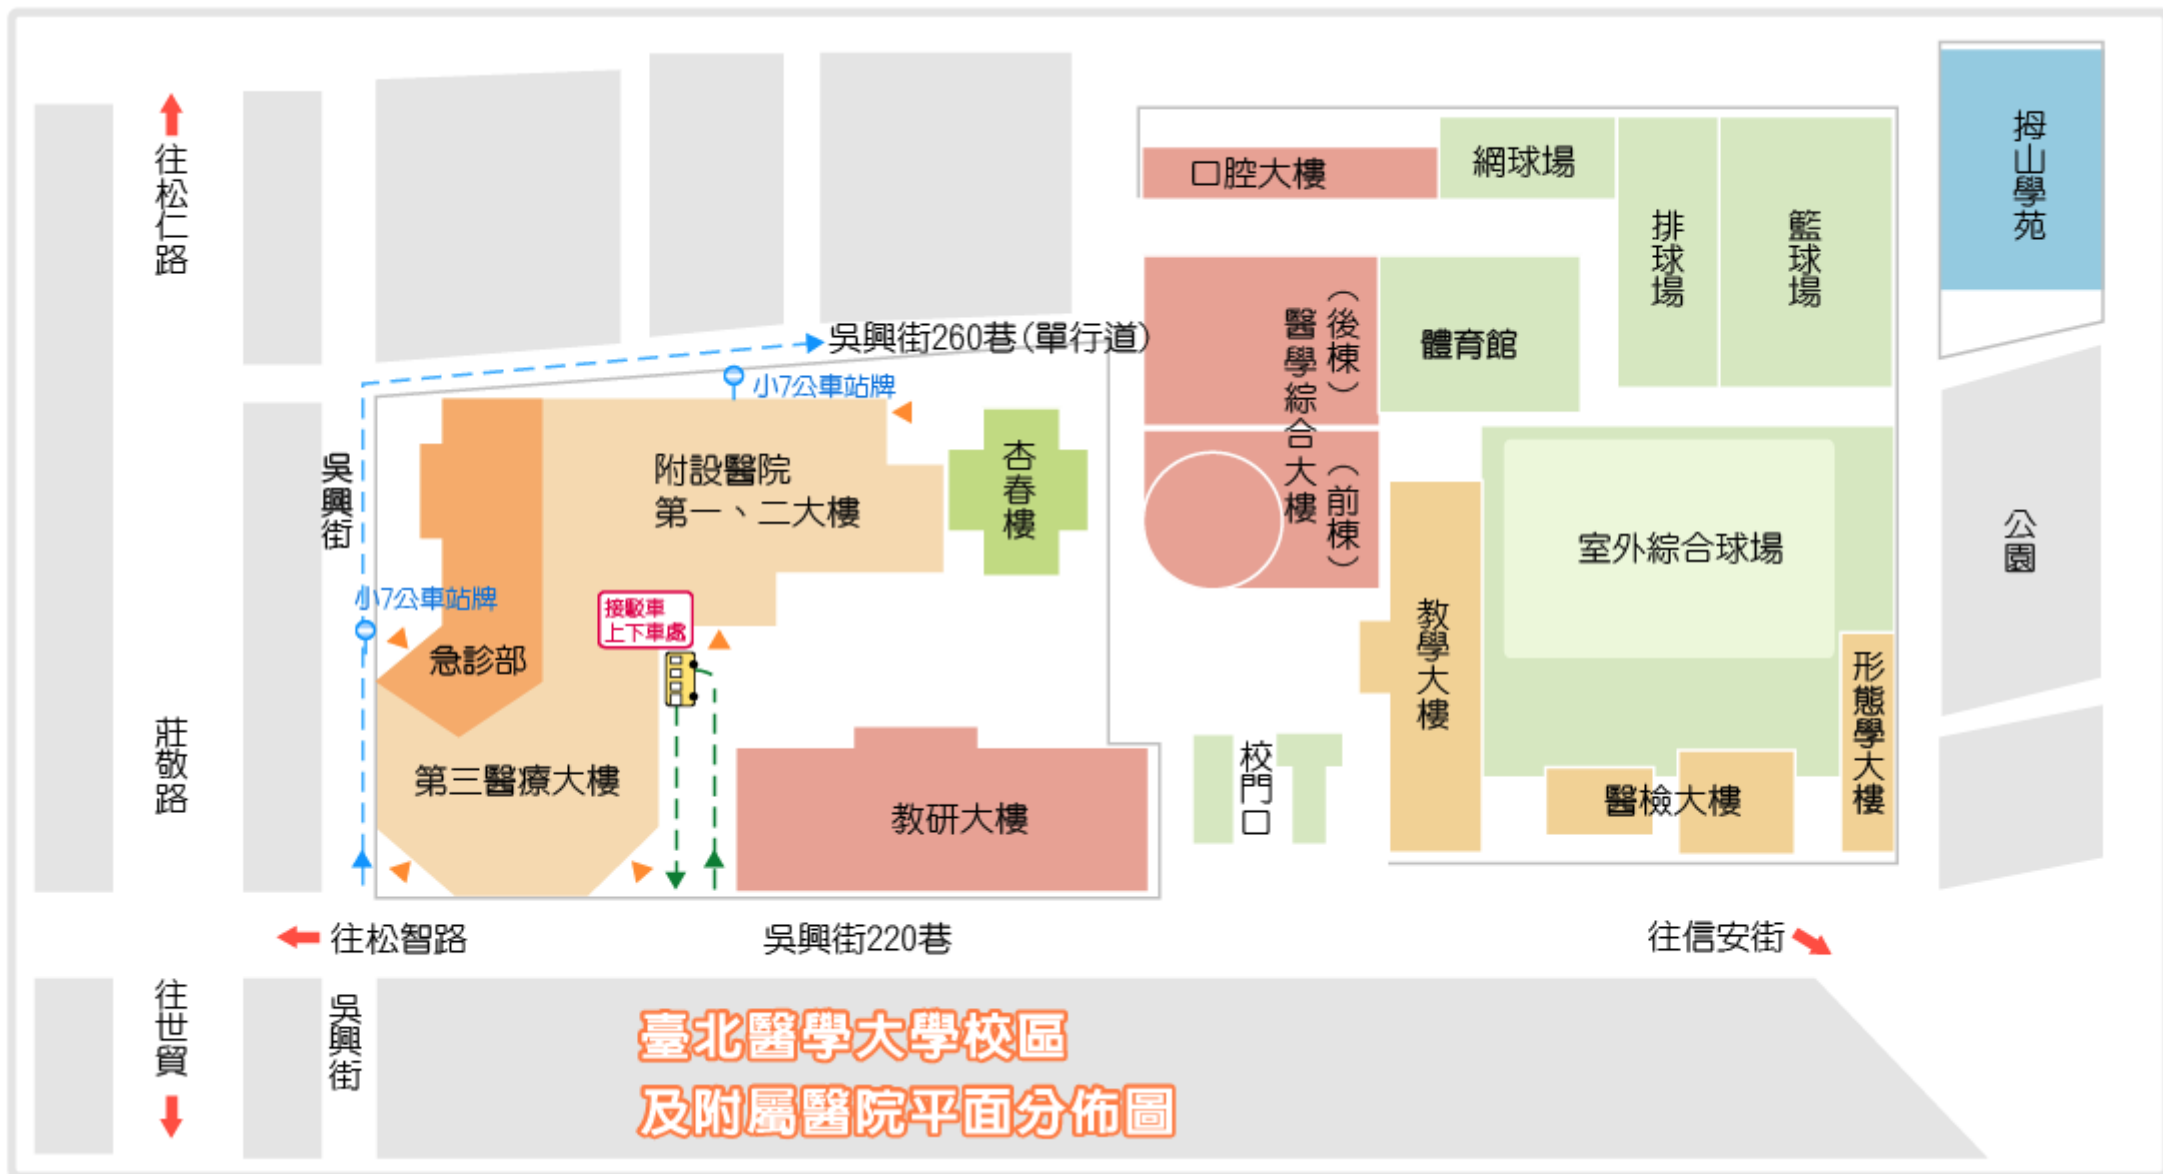 往松仁路
吳興街260巷(單行道)
小7公車站牌
吳興街
小7公車站牌
附設醫院
第一、二大樓
杏春樓
接駁車
上下車處
急診部
第三醫療大樓
教研大樓
莊敬路
口腔大樓
網球場
排球場
籃球場
拇山學苑
醫學綜合大樓
(後棟)
(前棟)
體育館
室外綜合球場
教學大樓
形態學大樓
醫檢大樓
校門口
公園
往松智路
吳興街220巷
往信安街
往世貿
吳興街
臺北醫學大學校區
及附屬醫院平面分佈圖